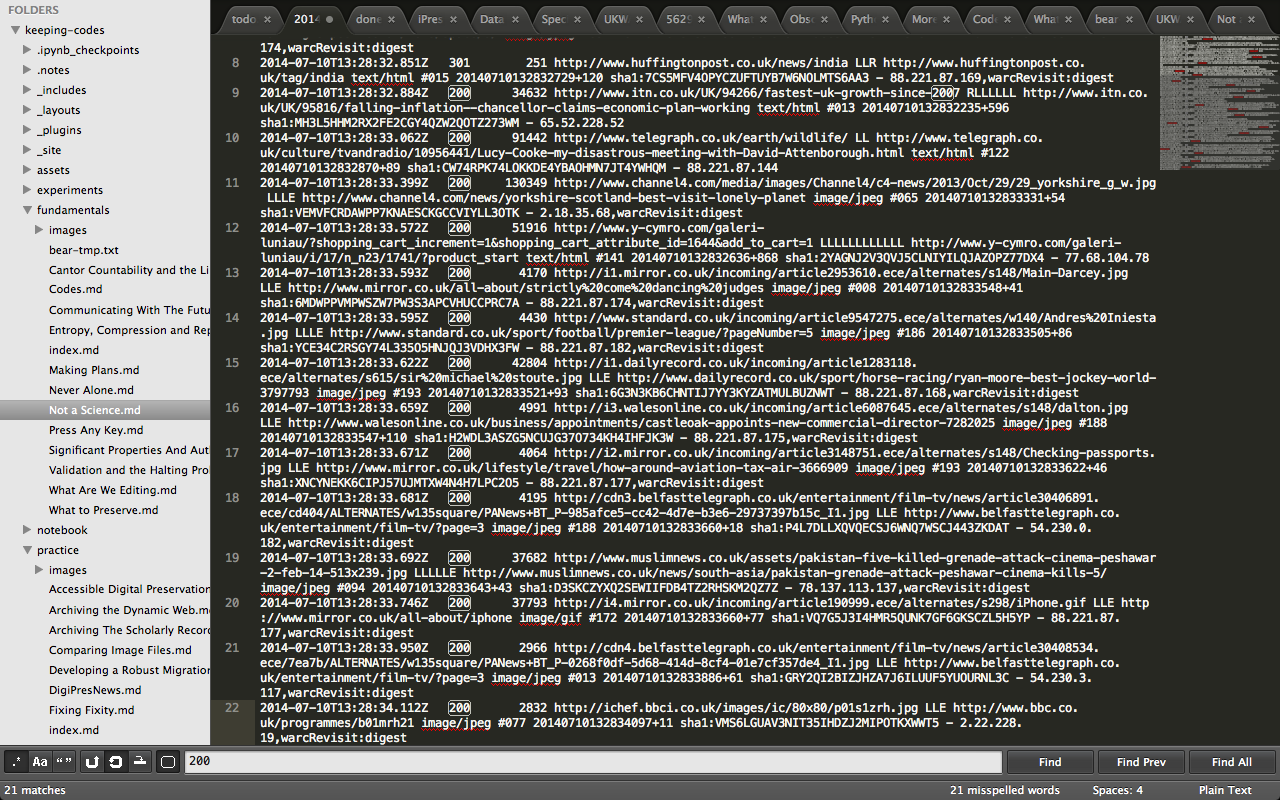 FOLDERS
keeping-codes
.ipynb_checkpoints
.notes
_includes
_layouts
_plugins
_site
assets
experiments
fundamentals
images
bear-tmp.txt
Cantor Countability and the Li
Codes.md
Communicating With The Futu
Entropy, Compression and Rep
index.md
Making Plans.md
Never Alone.md
Not a Science.md
Press Any Key.md
Significant Properties And Aut
Validation and the Halting Prol
What Are We Editing.md
What to Preserve.md
notebook
practice
images
Accessible Digital Preservation
Archiving the Dynamic Web.md
Archiving The Scholarly Record
Comparing Image Files.md
Developing a Robust Migration
DigiPresNews.md
Fixing Fixity.md
index.md
todo × 2014 done × iPres × Data × Spec × UKW × 5629 × What × Obse × Pyth × More × Code × What × bear × UKW × Not ×
174,warcRevisit:digest
8 2014-07-10T13:28:32.851Z 301 251 http://www.huffingtonpost.co.uk/news/india LLR http://www.huffingtonpost.co.
uk/tag/india text/html #015 20140710132832729+120 sha1:7CS5MFV4OPYCZUFTUYB7W6NOLMTS6AA3 - 88.221.87.169,warcRevisit:digest
9 2014-07-10T13:28:32.884Z 200 34632 http://www.itn.co.uk/UK/94266/fastest-uk-growth-since-2007 RLLLLLL http://www.itn.co.
uk/UK/95816/falling-inflation--chancellor-claims-economic-plan-working text/html #013 20140710132832235+596
sha1:MH3L5HHM2RX2FE2CGY4QZW2QOTZ273WM - 65.52.228.52
10 2014-07-10T13:28:33.062Z 200 91442 http://www.telegraph.co.uk/earth/wildlife/ LL http://www.telegraph.co.
uk/culture/tvandradio/10956441/Lucy-Cooke-my-disastrous-meeting-with-David-Attenborough.html text/html #122
20140710132832870+89 sha1:CW74RPK74LOKKDE4YBAOHMN7JT4YWHQM - 88.221.87.144
11 2014-07-10T13:28:33.399Z 200 130349 http://www.channel4.com/media/images/Channel4/c4-news/2013/Oct/29/29_yorkshire_g_w.jpg
LLLE http://www.channel4.com/news/yorkshire-scotland-best-visit-lonely-planet image/jpeg #065 20140710132833331+54
sha1:VEMVFCRDAWPP7KNAESCKGCCVIYLL3OTK - 2.18.35.68,warcRevisit:digest
12 2014-07-10T13:28:33.572Z 200 51916 http://www.y-cymro.com/galeri-
luniau/?shopping_cart_increment=1&shopping_cart_attribute_id=1644&add_to_cart=1 LLLLLLLLLLLL http://www.y-cymro.com/galeri-
luniau/i/17/n_n23/1741/?product_start text/html #141 20140710132832636+868 sha1:2YAGNJ2V3QVJ5CLNIYILQJAZOPZ77DX4 - 77.68.104.78
13 2014-07-10T13:28:33.593Z 200 4170 http://i1.mirror.co.uk/incoming/article2953610.ece/alternates/s148/Main-Darcey.jpg
LLE http://www.mirror.co.uk/all-about/strictly%20come%20dancing%20judges image/jpeg #008 20140710132833548+41
sha1:6MDWPPVMPWSZW7PW3S3APCVHUCCPRC7A - 88.221.87.174,warcRevisit:digest
14 2014-07-10T13:28:33.595Z 200 4430 http://www.standard.co.uk/incoming/article9547275.ece/alternates/w140/Andres%20Iniesta
.jpg LLLE http://www.standard.co.uk/sport/football/premier-league/?pageNumber=5 image/jpeg #186 20140710132833505+86
sha1:YCE34C2RSGY74L335O5HNJQJ3VDHX3FW - 88.221.87.182,warcRevisit:digest
15 2014-07-10T13:28:33.622Z 200 42804 http://i1.dailyrecord.co.uk/incoming/article1283118.
ece/alternates/s615/sir%20michael%20stoute.jpg LLE http://www.dailyrecord.co.uk/sport/horse-racing/ryan-moore-best-jockey-world-
3797793 image/jpeg #193 20140710132833521+93 sha1:6G3N3KB6CHNTIJ7YY3KYZATMULBUZNWT - 88.221.87.168,warcRevisit:digest
16 2014-07-10T13:28:33.659Z 200 4991 http://i3.walesonline.co.uk/incoming/article6087645.ece/alternates/s148/dalton.jpg
LLE http://www.walesonline.co.uk/business/appointments/castleoak-appoints-new-commercial-director-7282025 image/jpeg #188
20140710132833547+110 sha1:H2WDL3ASZG5NCUJG37O734KH4IHFJK3W - 88.221.87.175,warcRevisit:digest
17 2014-07-10T13:28:33.671Z 200 4064 http://i2.mirror.co.uk/incoming/article3148751.ece/alternates/s148/Checking-passports.
jpg LLE http://www.mirror.co.uk/lifestyle/travel/how-around-aviation-tax-air-3666909 image/jpeg #193 20140710132833622+46
sha1:XNCYNEKK6CIPJ57UJMTXW4N4H7LPC2O5 - 88.221.87.177,warcRevisit:digest
18 2014-07-10T13:28:33.681Z 200 4195 http://cdn3.belfasttelegraph.co.uk/entertainment/film-tv/news/article30406891.
ece/cd404/ALTERNATES/w135square/PANews+BT_P-985afce5-cc42-4d7e-b3e6-29737397b15c_I1.jpg LLE http://www.belfasttelegraph.co.
uk/entertainment/film-tv/?page=3 image/jpeg #188 20140710132833660+18 sha1:P4L7DLLXQVQECSJ6WNQ7WSCJ443ZKDAT - 54.230.0.
182,warcRevisit:digest
19 2014-07-10T13:28:33.692Z 200 37682 http://www.muslimnews.co.uk/assets/pakistan-five-killed-grenade-attack-cinema-peshawar
-2-feb-14-513x239.jpg LLLLLE http://www.muslimnews.co.uk/news/south-asia/pakistan-grenade-attack-peshawar-cinema-kills-5/
image/jpeg #094 20140710132833643+43 sha1:D3SKCZYXQ2SEWIIFDB4TZ2RHSKM2QZ7Z - 78.137.113.137,warcRevisit:digest
20 2014-07-10T13:28:33.746Z 200 37793 http://i4.mirror.co.uk/incoming/article190999.ece/alternates/s298/iPhone.gif LLE http
://www.mirror.co.uk/all-about/iphone image/gif #172 20140710132833660+77 sha1:VQ7G5J3I4HMR5QUNK7GF6GKSCZL5H5YP - 88.221.87.
177,warcRevisit:digest
21 2014-07-10T13:28:33.950Z 200 2966 http://cdn4.belfasttelegraph.co.uk/entertainment/film-tv/news/article30408534.
ece/7ea7b/ALTERNATES/w135square/PANews+BT_P-0268f0df-5d68-414d-8cf4-01e7cf357de4_I1.jpg LLE http://www.belfasttelegraph.co.
uk/entertainment/film-tv/?page=3 image/jpeg #013 20140710132833886+61 sha1:GRY2QI2BIZJHZA7J6ILUUF5YUOURNL3C - 54.230.3.
117,warcRevisit:digest
22 2014-07-10T13:28:34.112Z 200 2832 http://ichef.bbci.co.uk/images/ic/80x80/p01s1zrh.jpg LLE http://www.bbc.co.
uk/programmes/b01mrh21 image/jpeg #077 20140710132834097+11 sha1:VMS6LGUAV3NIT35IHDZJ2MIPOTKXWWT5 - 2.22.228.
19,warcRevisit:digest
.* Aa “” 200 Find Find Prev Find All
21 matches 21 misspelled words Spaces: 4 Plain Text